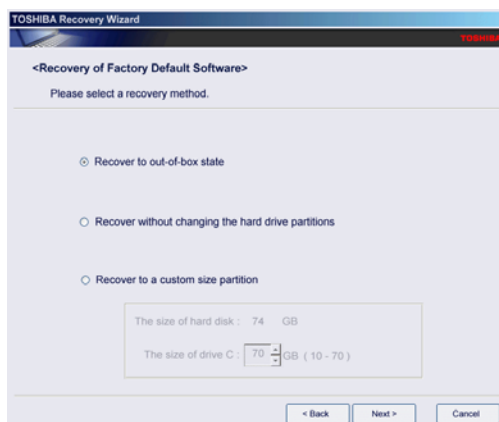 TOSHIBA Recovery Wizard
TOSHIBA
<Recovery of Factory Default Software>
Please select a recovery method.
Recover to out-of-box state
Recover without changing the hard drive partitions
Recover to a custom size partition
The size of hard disk : 74 GB
The size of drive C : 70 GB ( 10 - 70 )
< Back Next > Cancel